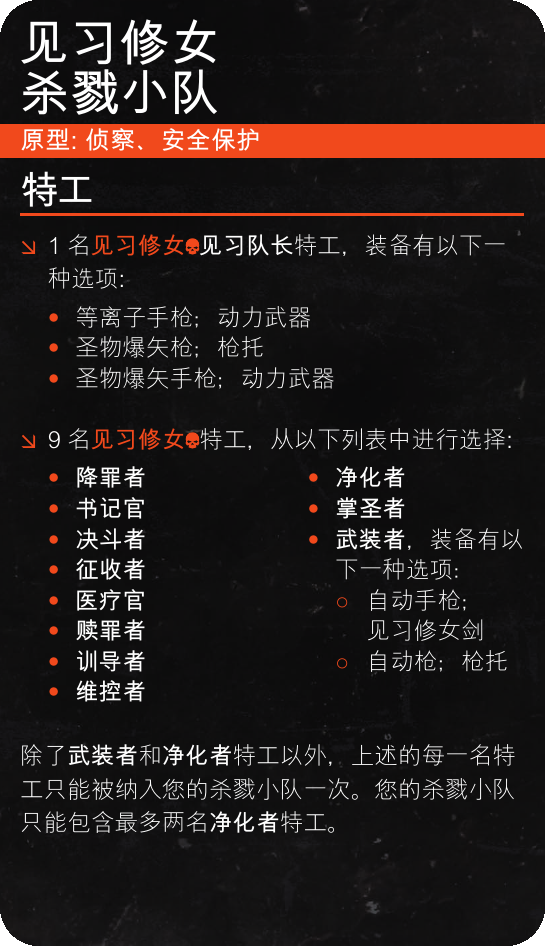 见习修女
杀戮小队
原型: 侦察、安全保护
特工
1 名见习修女见习队长特工，装备有以下一
种选项:
等离子手枪；动力武器
圣物爆矢枪；枪托
圣物爆矢手枪；动力武器
9 名见习修女特工，从以下列表中进行选择:
降罪者
书记官
决斗者
征收者
医疗官
赎罪者
训导者
维控者
净化者
掌圣者
武装者，装备有以
下一种选项:
自动手枪；
见习修女剑
自动枪；枪托
除了武装者和净化者特工以外，上述的每一名特
工只能被纳入您的杀戮小队一次。您的杀戮小队
只能包含最多两名净化者特工。